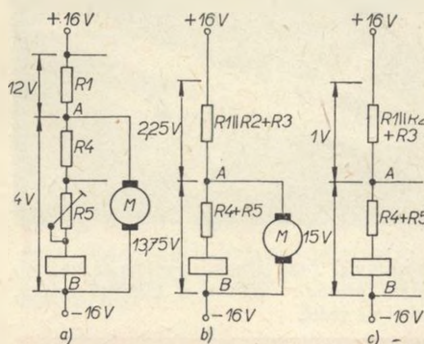 +16V
12V
R1
A
4V
R4
R5
M
B
-16V
a)
+16V
2,25V
R1||R2+R3
A
R4+R5
M
13,75V
B
-16V
b)
+16V
1V
R1||R2
+R3
A
R4+R5
15V
B
-16V
c)